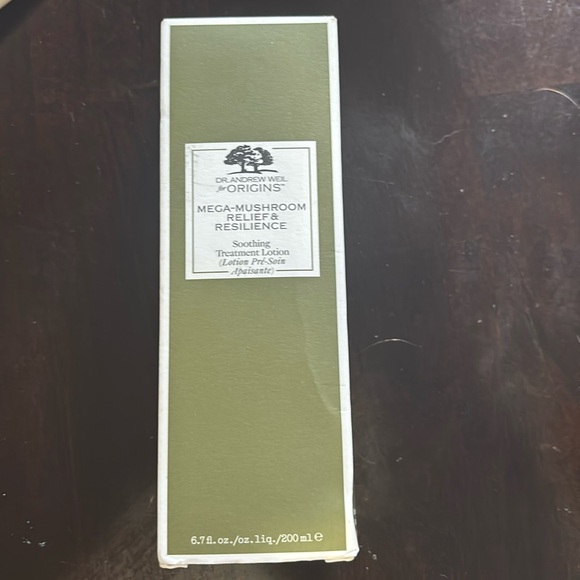 DR. ANDREW WEIL
for ORIGINS™
MEGA-MUSHROOM
RELIEF &
RESILIENCE
Soothing
Treatment Lotion
(Lotion Pré-Soin
Apaisante)
6.7 fl. oz./oz. liq./200 ml ℮